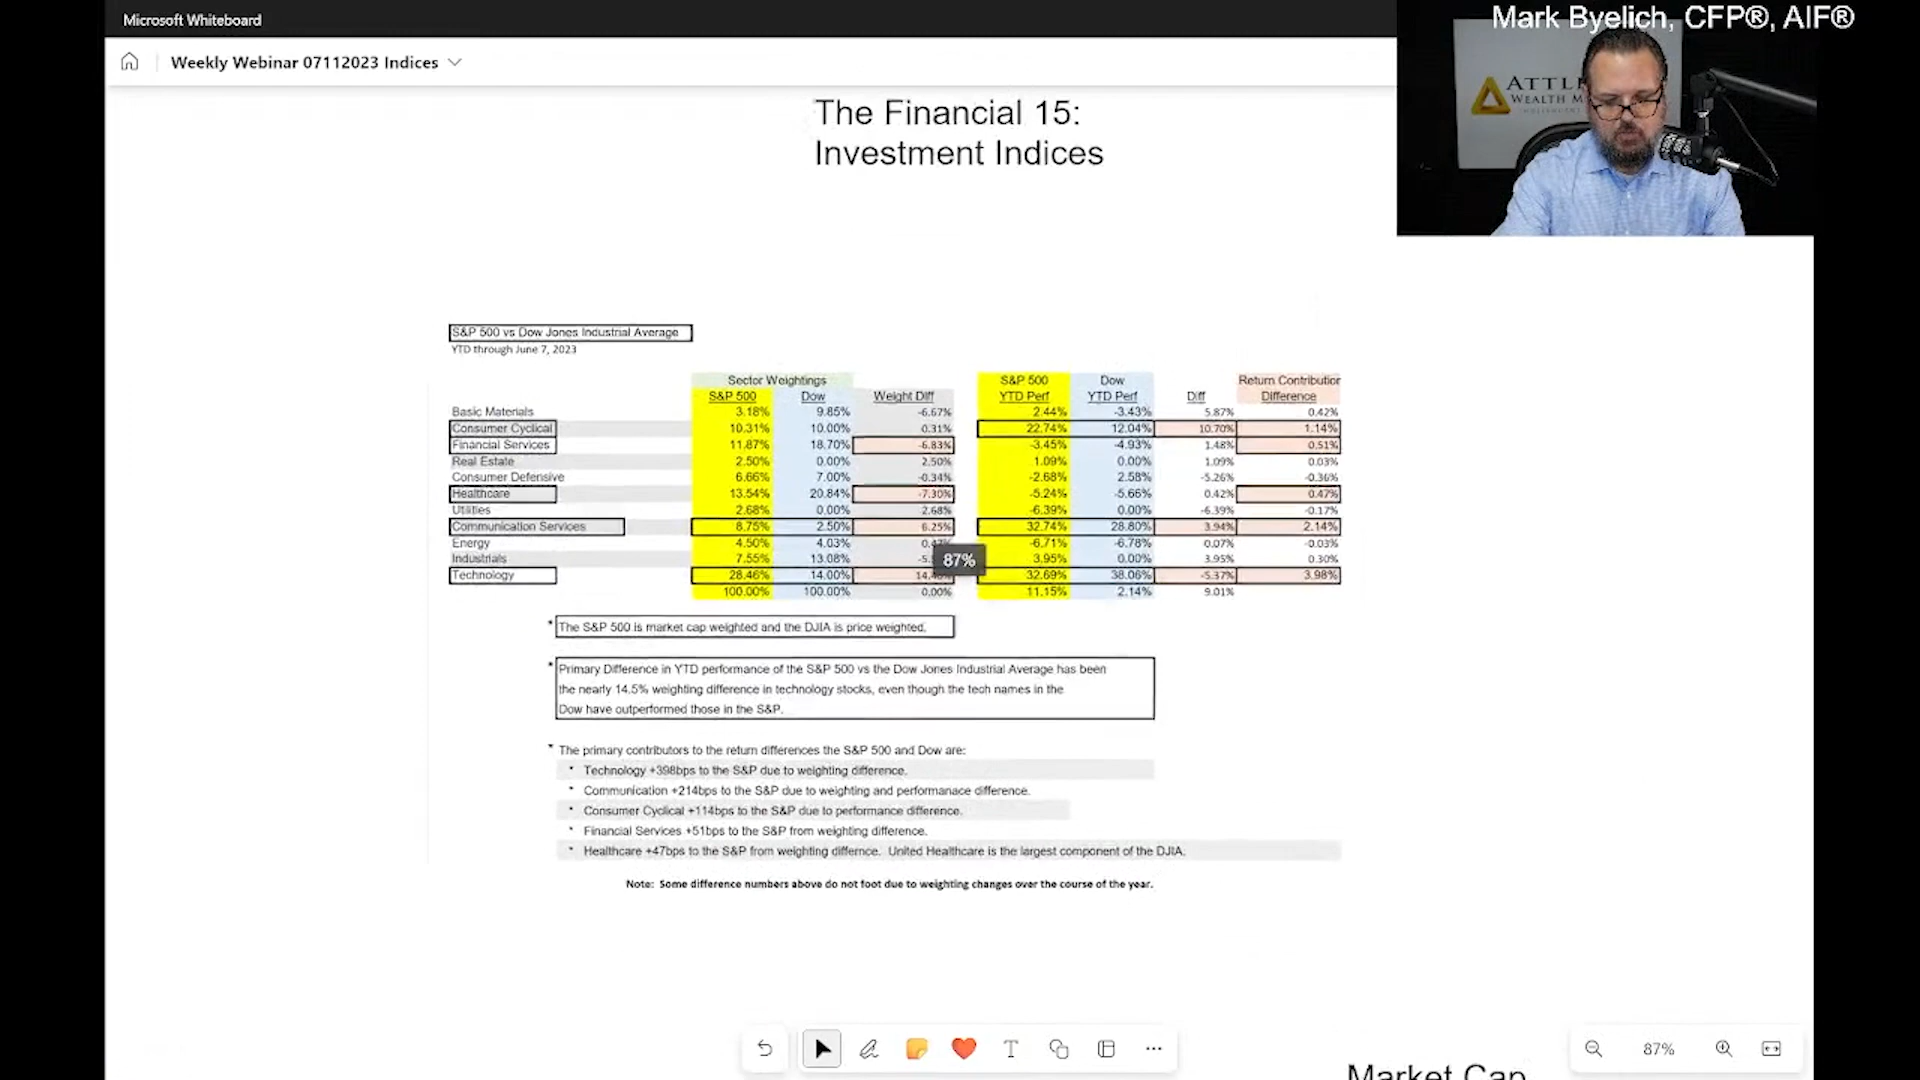 Microsoft Whiteboard
Mark Byelich, CFP®, AIF®
Weekly Webinar 07112023 Indices
The Financial 15:
Investment Indices
S&P 500 vs Dow Jones Industrial Average
YTD through June 7, 2023
Sector Weightings S&P 500 Dow Return Contribution
S&P 500 Dow Weight Diff YTD Perf YTD Perf Diff Difference
Basic Materials 3.18% 9.85% -6.67% 2.44% -3.43% 5.87% 0.42%
Consumer Cyclical 10.31% 10.00% 0.31% 22.74% 12.04% 10.70% 1.14%
Financial Services 11.87% 18.70% -6.83% -3.45% -4.93% 1.48% 0.51%
Real Estate 2.50% 0.00% 2.50% 1.09% 0.00% 1.09% 0.03%
Consumer Defensive 6.66% 7.00% -0.34% -2.68% 2.58% -5.26% -0.36%
Healthcare 13.54% 20.84% -7.30% -5.24% -5.66% 0.42% 0.47%
Utilities 2.68% 0.00% 2.68% -6.39% 0.00% -6.39% -0.17%
Communication Services 8.75% 2.50% 6.25% 32.74% 28.80% 3.94% 2.14%
Energy 4.50% 4.03% -6.71% -6.78% 0.07% -0.03%
Industrials 7.55% 13.08% 3.95% 0.00% 3.95% 0.30%
87%
Technology 28.46% 14.00% 32.69% 38.06% -5.37% 3.98%
100.00% 100.00% 0.00% 11.15% 2.14% 9.01%
* The S&P 500 is market cap weighted and the DJIA is price weighted.
* Primary Difference in YTD performance of the S&P 500 vs the Dow Jones Industrial Average has been
the nearly 14.5% weighting difference in technology stocks, even though the tech names in the
Dow have outperformed those in the S&P.
* The primary contributors to the return differences the S&P 500 and Dow are:
* Technology +398bps to the S&P due to weighting difference.
* Communication +214bps to the S&P due to weighting and performanace difference.
* Consumer Cyclical +114bps to the S&P due to performance difference.
* Financial Services +51bps to the S&P from weighting difference.
* Healthcare +47bps to the S&P from weighting differnce. United Healthcare is the largest component of the DJIA.
Note: Some difference numbers above do not foot due to weighting changes over the course of the year.
Market Cap
87%